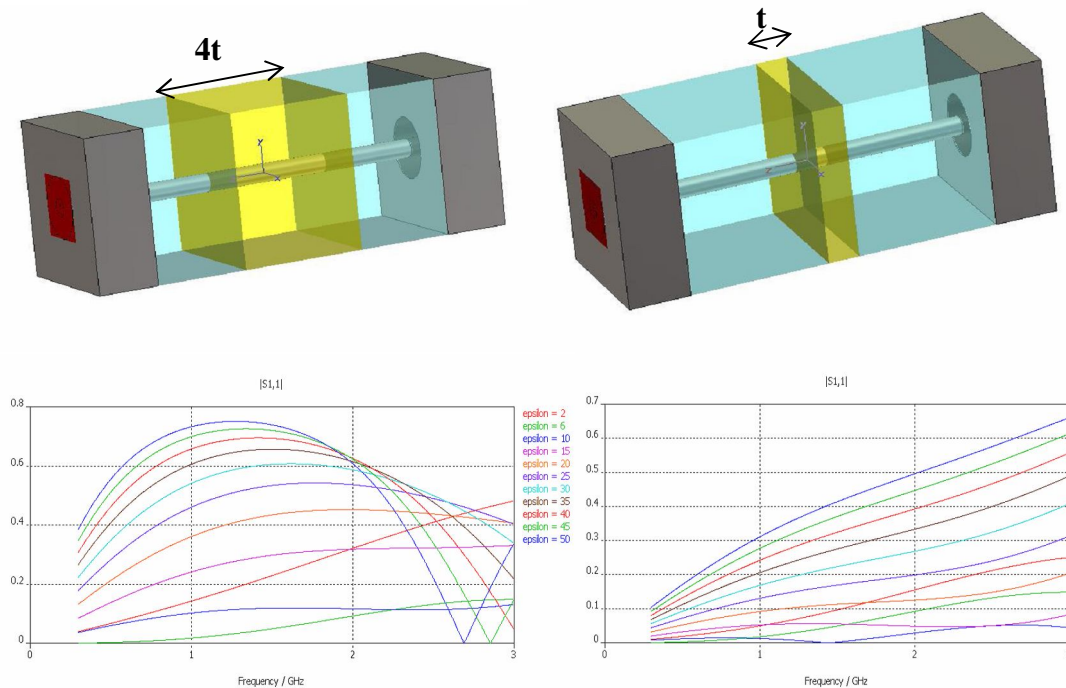 4t
t
y
x
y
z
x
|S1,1|
0.8
0.6
0.4
0.2
0
0
1
2
3
Frequency / GHz
epsilon = 2
epsilon = 6
epsilon = 10
epsilon = 15
epsilon = 20
epsilon = 25
epsilon = 30
epsilon = 35
epsilon = 40
epsilon = 45
epsilon = 50
|S1,1|
0.7
0.6
0.5
0.4
0.3
0.2
0.1
0
0
1
2
Frequency / GHz